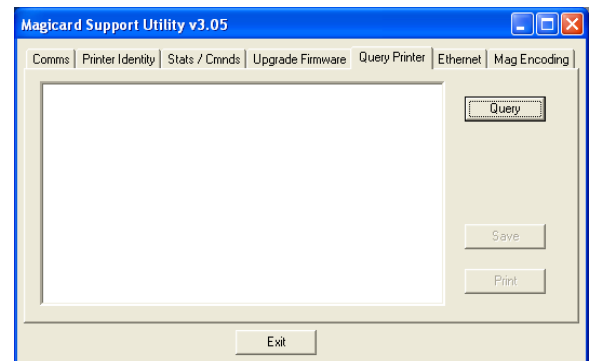 Magicard Support Utility v3.05
Comms Printer Identity Stats / Cmnds Upgrade Firmware Query Printer Ethernet Mag Encoding
Query
Save
Print
Exit